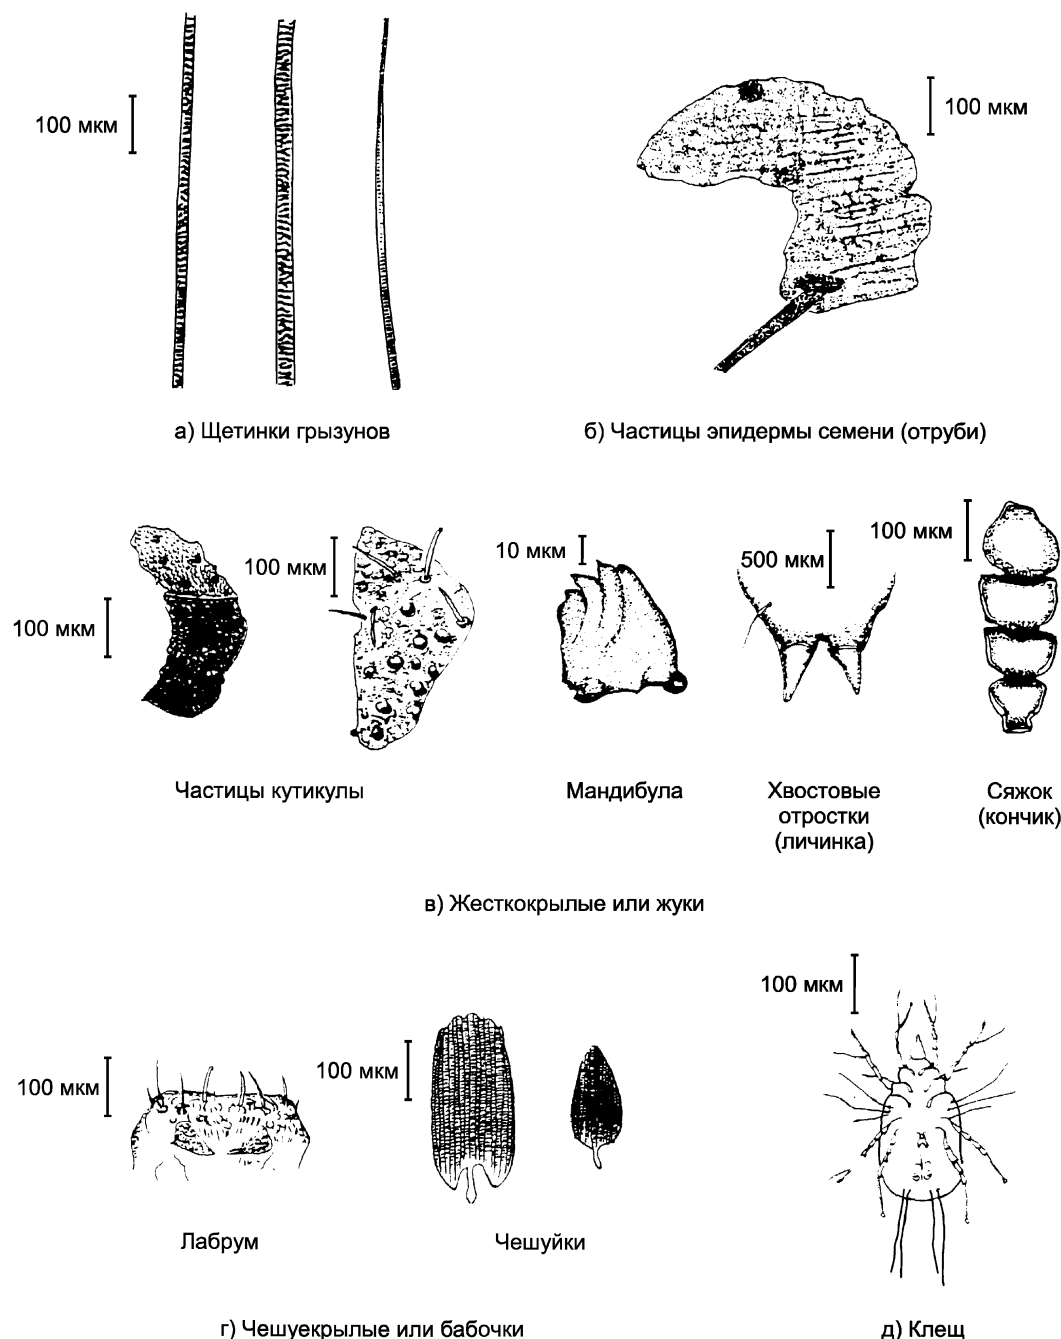 100 мкм
100 мкм
а) Щетинки грызунов
б) Частицы эпидермы семени (отруби)
100 мкм
100 мкм
10 мкм
500 мкм
100 мкм
Частицы кутикулы
Мандибула
Хвостовые
отростки
(личинка)
Сяжок
(кончик)
в) Жесткокрылые или жуки
100 мкм
100 мкм
100 мкм
Лабрум
Чешуйки
г) Чешуекрылые или бабочки
д) Клещ